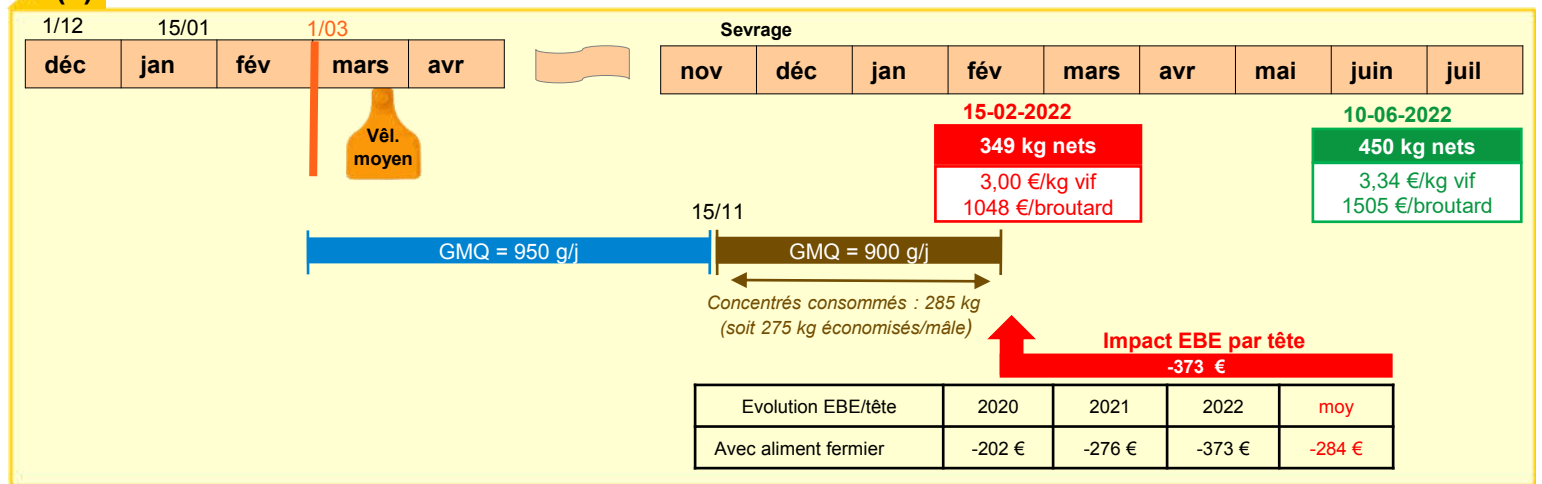 1/12 15/01 1/03 Sevrage
déc jan fév mars avr nov déc jan fév mars avr mai juin juil
Vêl.
moyen
15-02-2022
349 kg nets
3,00 €/kg vif
1048 €/broutard
10-06-2022
450 kg nets
3,34 €/kg vif
1505 €/broutard
15/11
GMQ = 950 g/j GMQ = 900 g/j
Concentrés consommés : 285 kg
(soit 275 kg économisés/mâle)
Impact EBE par tête
-373 €
Evolution EBE/tête 2020 2021 2022 moy
Avec aliment fermier -202 € -276 € -373 € -284 €